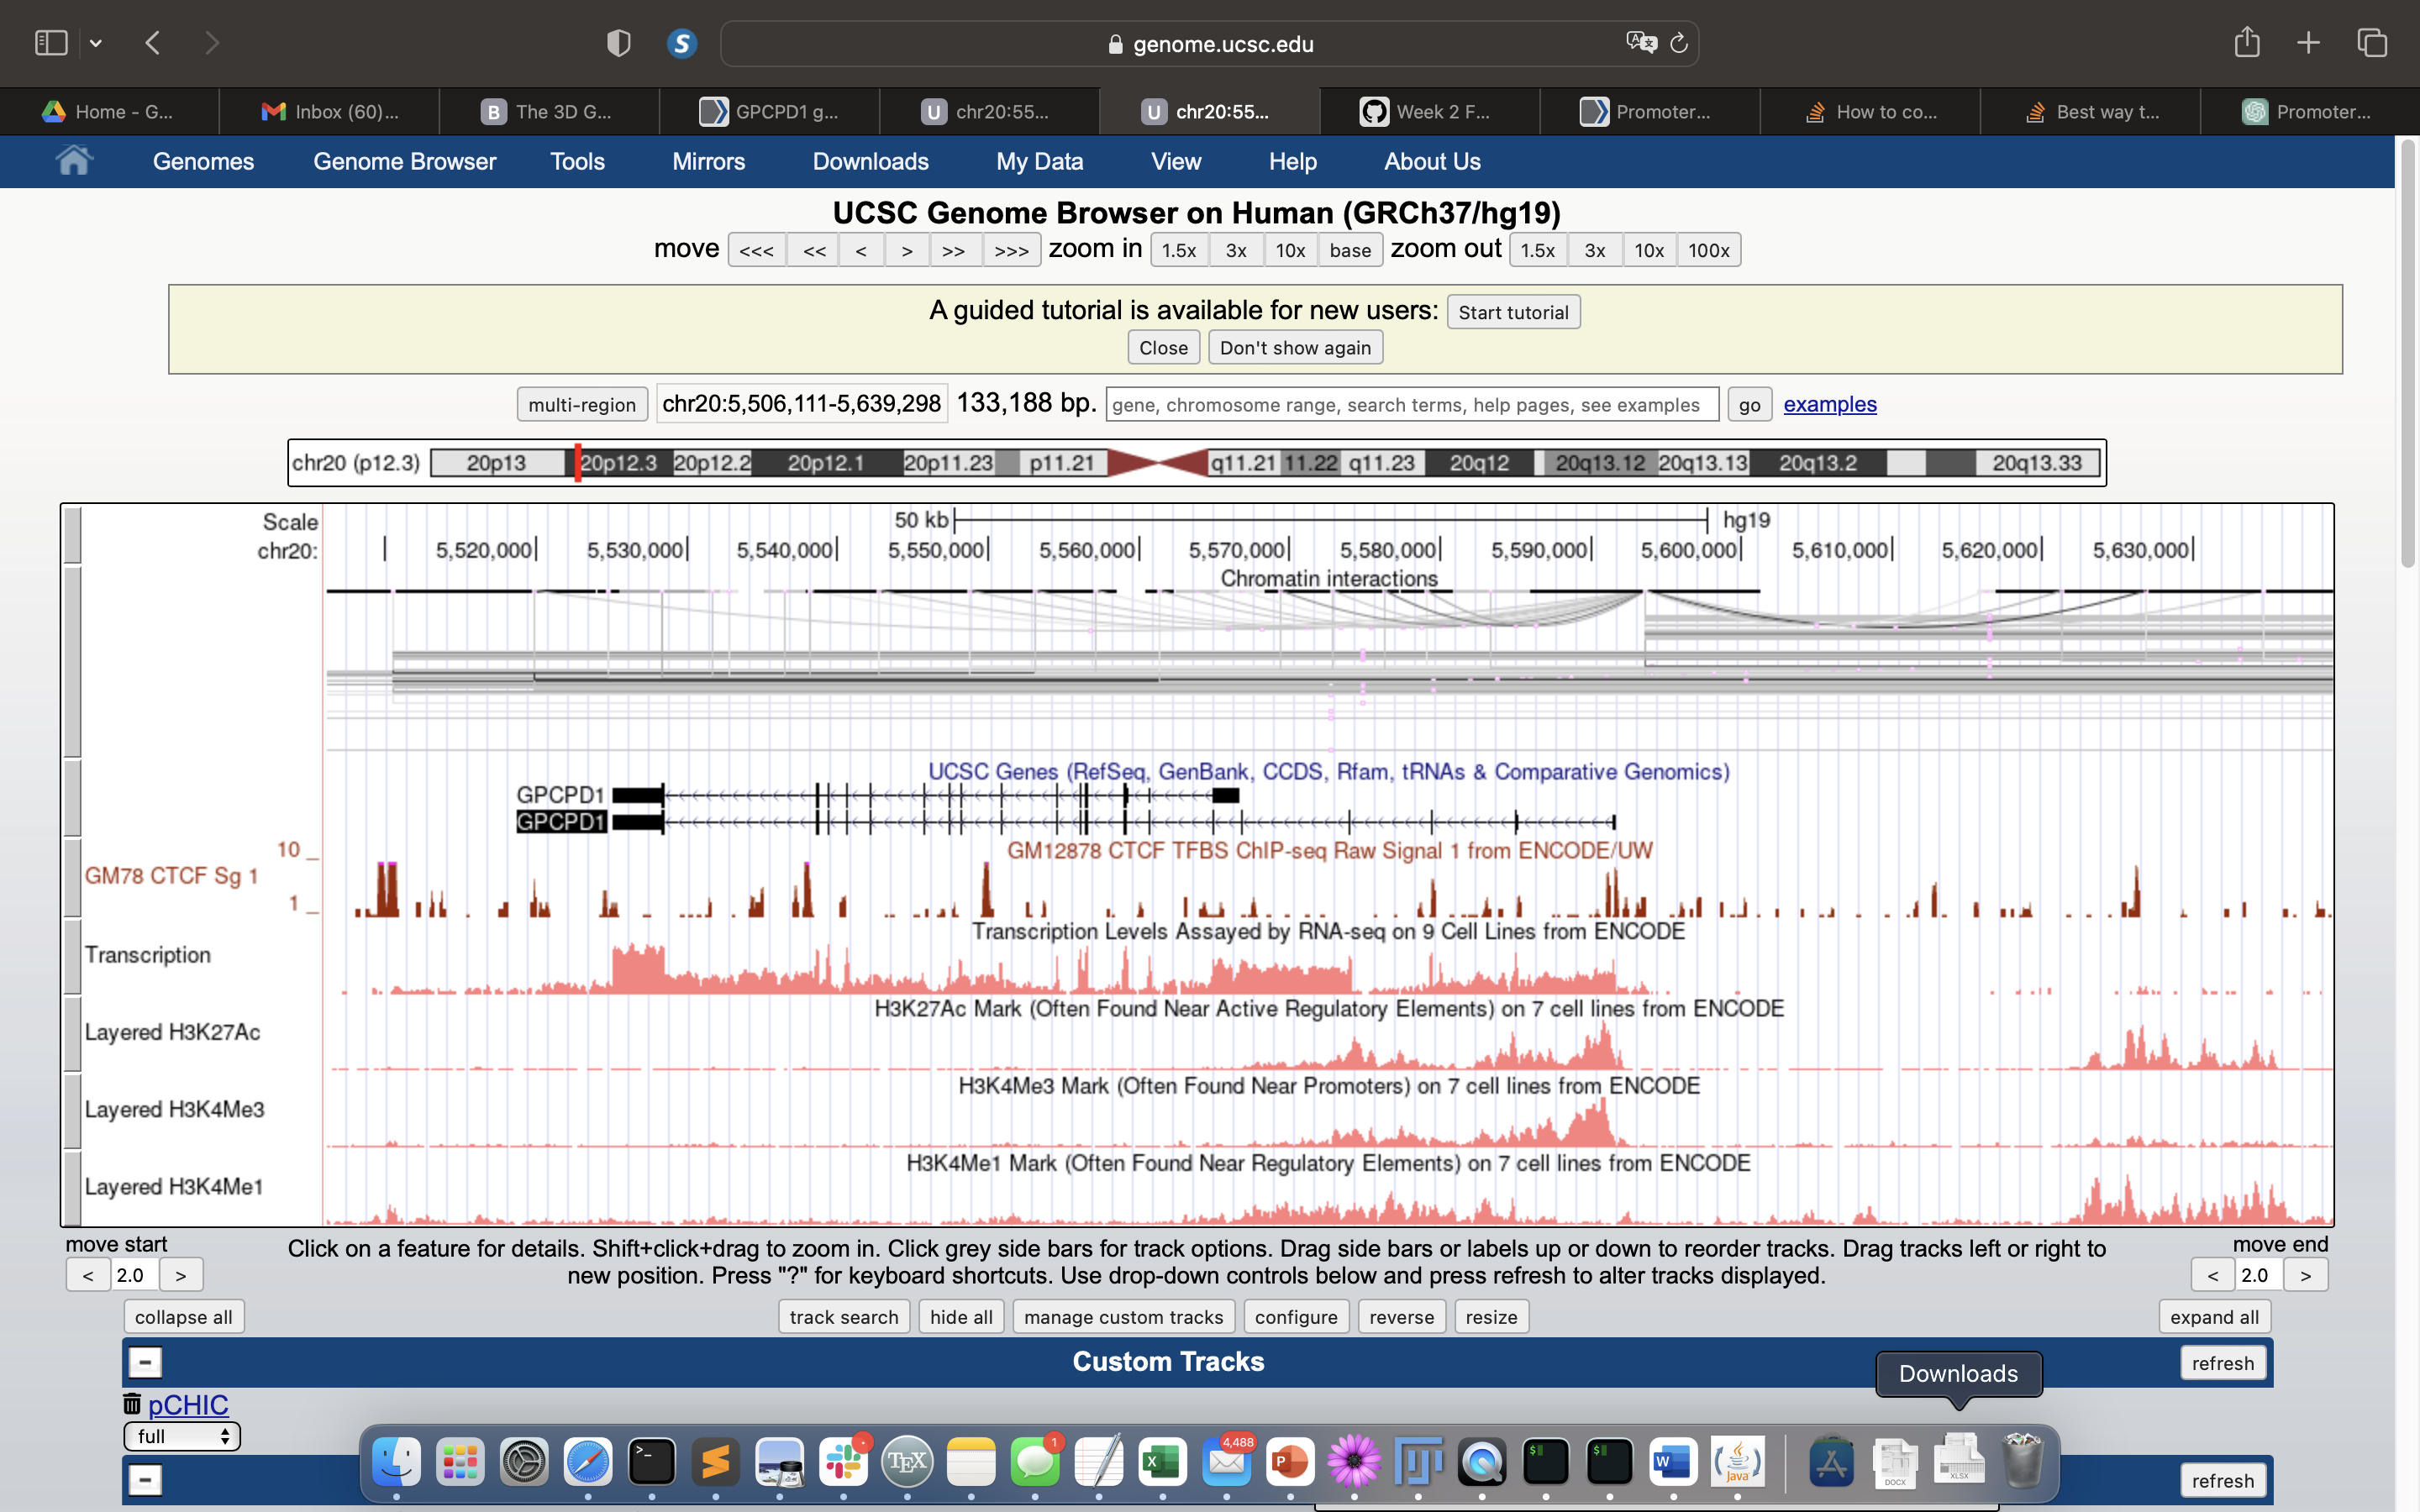 genome.ucsc.edu
Home - G...
Inbox (60)...
The 3D G...
GPCPD1 g...
chr20:55...
chr20:55...
Week 2 F...
Promoter...
How to co...
Best way t...
Promoter...
Genomes Genome Browser Tools Mirrors Downloads My Data View Help About Us
UCSC Genome Browser on Human (GRCh37/hg19)
move <<< << < > >> >>> zoom in 1.5x 3x 10x base zoom out 1.5x 3x 10x 100x
A guided tutorial is available for new users: Start tutorial
Close Don't show again
multi-region chr20:5,506,111-5,639,298 133,188 bp. gene, chromosome range, search terms, help pages, see examples go examples
chr20 (p12.3) 20p13 20p12.3 20p12.2 20p12.1 20p11.23 p11.21 q11.21 11.22 q11.23 20q12 20q13.12 20q13.13 20q13.2 20q13.33
Scale 50 kb hg19
chr20: 5,520,000 5,530,000 5,540,000 5,550,000 5,560,000 5,570,000 5,580,000 5,590,000 5,600,000 5,610,000 5,620,000 5,630,000
Chromatin interactions
UCSC Genes (RefSeq, GenBank, CCDS, Rfam, tRNAs & Comparative Genomics)
GPCPD1
GPCPD1
GM12878 CTCF TFBS ChIP-seq Raw Signal 1 from ENCODE/UW
10 _
GM78 CTCF Sg 1
1 _
Transcription Levels Assayed by RNA-seq on 9 Cell Lines from ENCODE
Transcription
H3K27Ac Mark (Often Found Near Active Regulatory Elements) on 7 cell lines from ENCODE
Layered H3K27Ac
H3K4Me3 Mark (Often Found Near Promoters) on 7 cell lines from ENCODE
Layered H3K4Me3
H3K4Me1 Mark (Often Found Near Regulatory Elements) on 7 cell lines from ENCODE
Layered H3K4Me1
move start
< 2.0 >
Click on a feature for details. Shift+click+drag to zoom in. Click grey side bars for track options. Drag side bars or labels up or down to reorder tracks. Drag tracks left or right to
new position. Press "?" for keyboard shortcuts. Use drop-down controls below and press refresh to alter tracks displayed.
move end
< 2.0 >
collapse all track search hide all manage custom tracks configure reverse resize expand all
- Custom Tracks refresh
Downloads
pCHIC
full
- refresh
1
4,488
TEX
X
P
W
Java
DOCX
XLSX